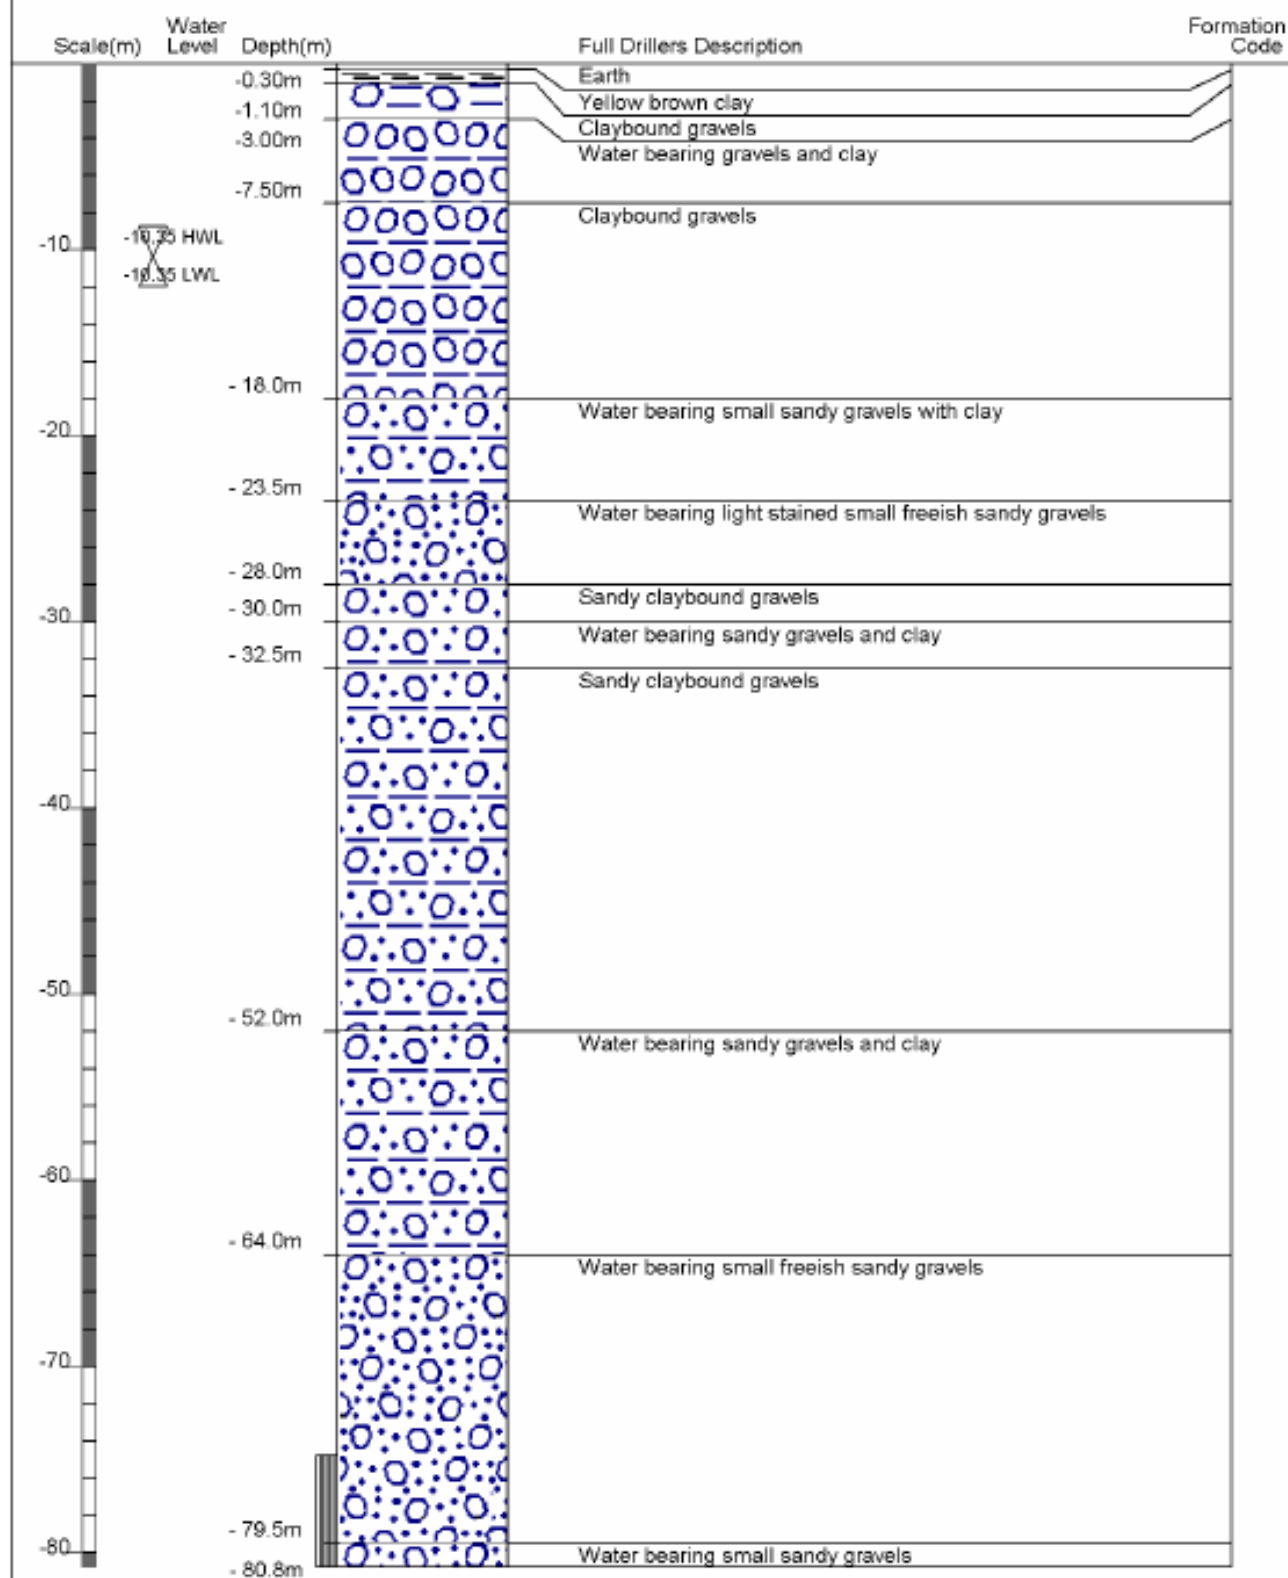 Scale(m) Water Level Depth(m) Full Drillers Description Formation Code
Earth
-0.30m
Yellow brown clay
-1.10m
Claybound gravels
-3.00m
Water bearing gravels and clay
-7.50m
Claybound gravels
-10.35 HWL
-10
-10.35 LWL
- 18.0m
Water bearing small sandy gravels with clay
-20
- 23.5m
Water bearing light stained small freeish sandy gravels
- 28.0m
Sandy claybound gravels
- 30.0m
-30
Water bearing sandy gravels and clay
- 32.5m
Sandy claybound gravels
-40
-50
- 52.0m
Water bearing sandy gravels and clay
-60
- 64.0m
Water bearing small freeish sandy gravels
-70
- 79.5m
-80
Water bearing small sandy gravels
- 80.8m